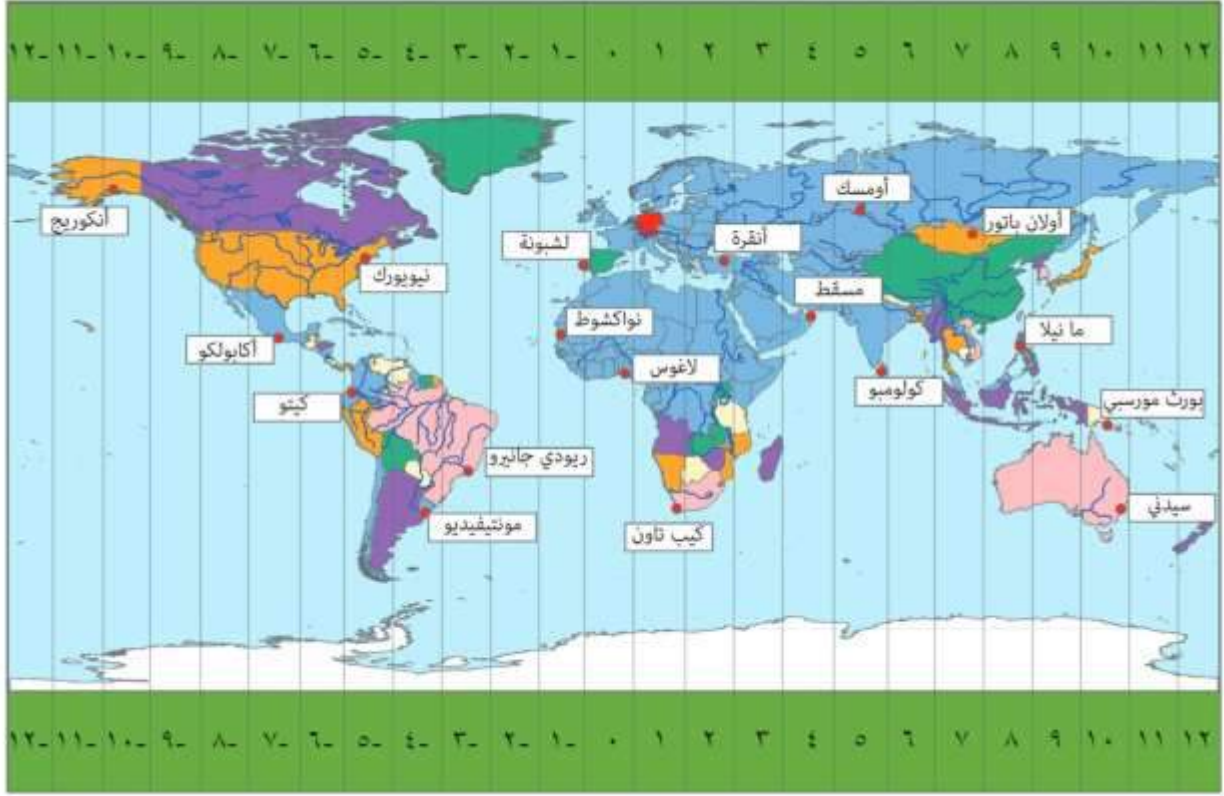 ١٢- ١١- ١٠- ٩- ٨- ٧- ٦- ٥- ٤- ٣- ٢- ١- ٠ ١ ٢ ٣ ٤ ٥ ٦ ٧ ٨ ٩ ١٠ ١١ ١٢
أومسك
أنكوريج
أولان باتور
أنقرة
لشبونة
نيويورك
مسقط
نواكشوط
ما نيلا
أكابولكو
لاغوس
كولومبو
كيتو
بورث مورسبي
ريودي جانيرو
سيدني
مونتيفيديو
كيب تاون
١٢- ١١- ١٠- ٩- ٨- ٧- ٦- ٥- ٤- ٣- ٢- ١- ٠ ١ ٢ ٣ ٤ ٥ ٦ ٧ ٨ ٩ ١٠ ١١ ١٢